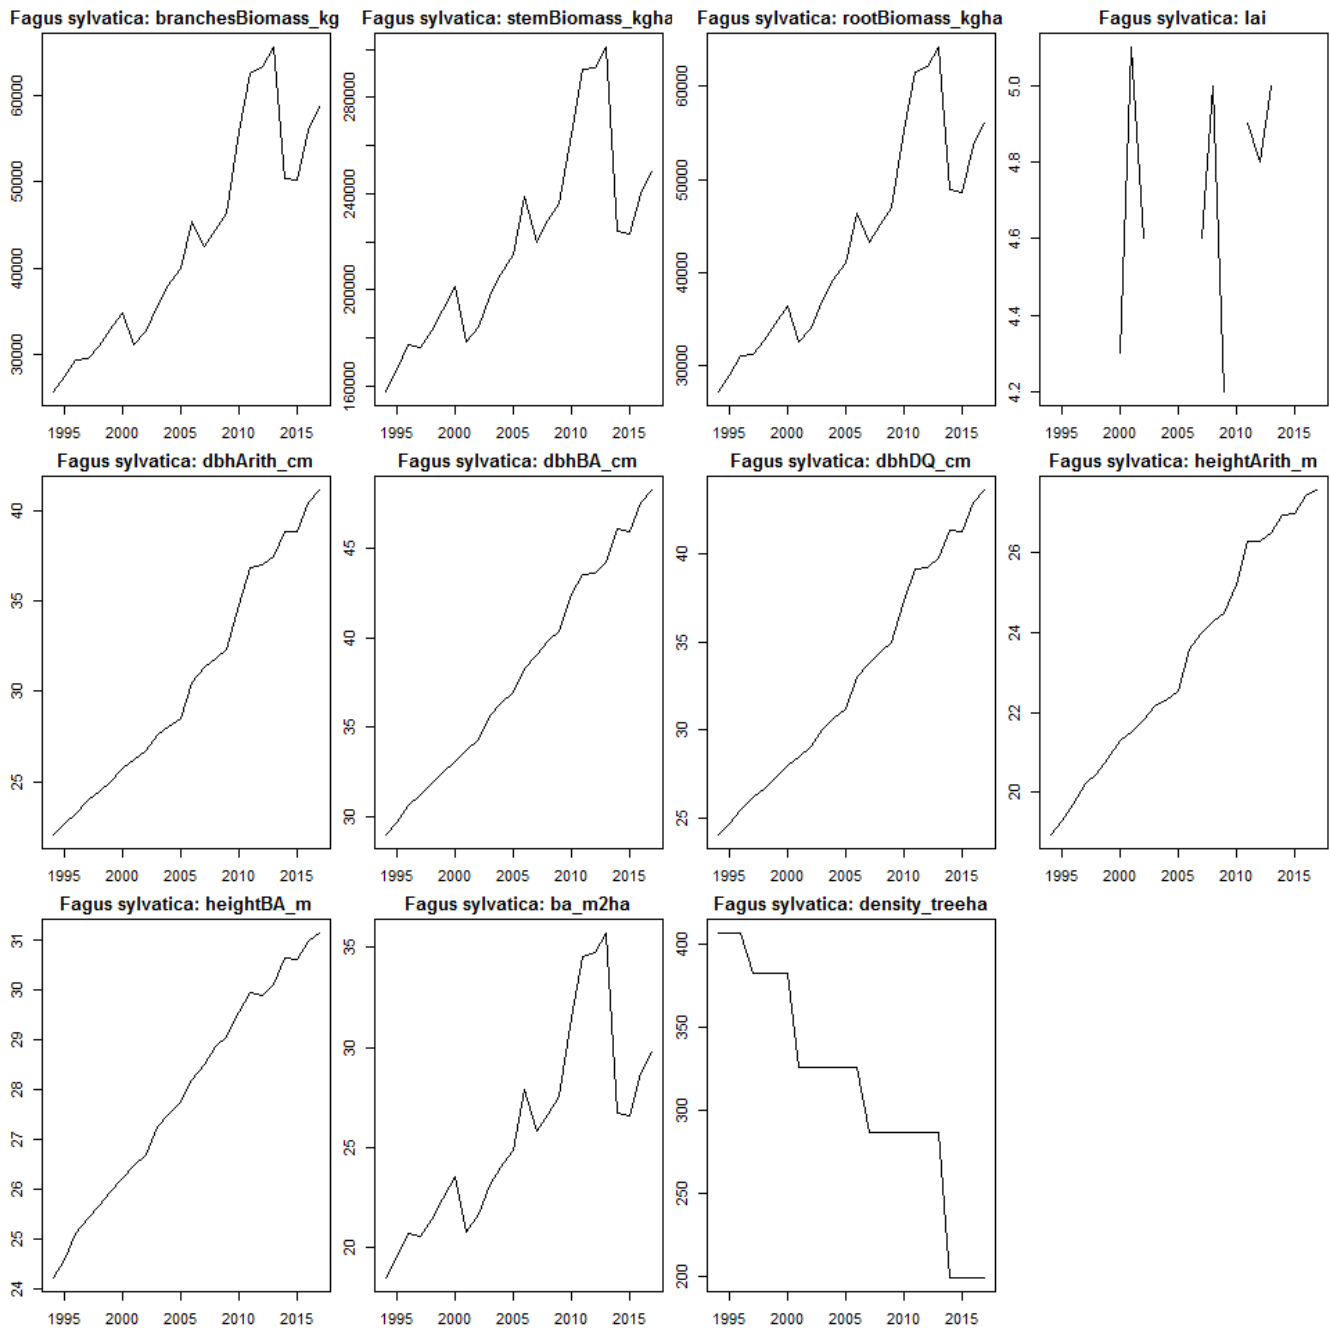 Fagus sylvatica: branchesBiomass_kg
Fagus sylvatica: stemBiomass_kgha
Fagus sylvatica: rootBiomass_kgha
Fagus sylvatica: lai
30000 40000 50000 60000
160000 200000 240000 280000
30000 40000 50000 60000
4.2 4.4 4.6 4.8 5.0
1995 2000 2005 2010 2015
1995 2000 2005 2010 2015
1995 2000 2005 2010 2015
1995 2000 2005 2010 2015
Fagus sylvatica: dbhArith_cm
Fagus sylvatica: dbhBA_cm
Fagus sylvatica: dbhDQ_cm
Fagus sylvatica: heightArith_m
25 30 35 40
30 35 40 45
25 30 35 40
20 22 24 26
1995 2000 2005 2010 2015
1995 2000 2005 2010 2015
1995 2000 2005 2010 2015
1995 2000 2005 2010 2015
Fagus sylvatica: heightBA_m
Fagus sylvatica: ba_m2ha
Fagus sylvatica: density_treeha
24 25 26 27 28 29 30 31
20 25 30 35
200 250 300 350 400
1995 2000 2005 2010 2015
1995 2000 2005 2010 2015
1995 2000 2005 2010 2015